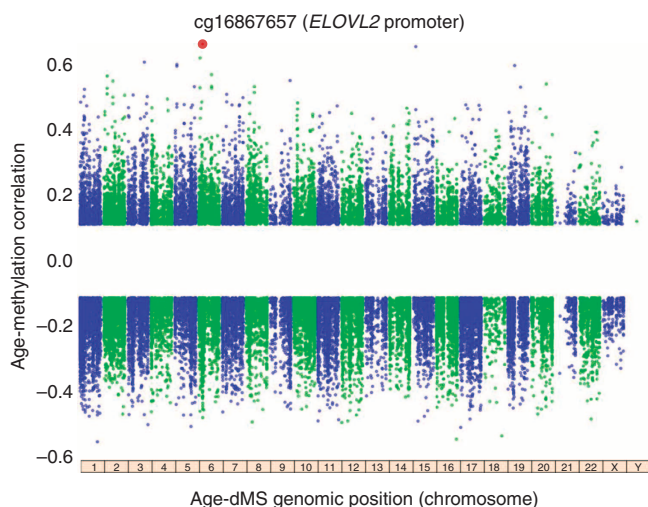 cg16867657 (ELOVL2 promoter)
Age-methylation correlation
0.6
0.4
0.2
0.0
−0.2
−0.4
−0.6
1 2 3 4 5 6 7 8 9 10 11 12 13 14 15 16 17 18 19 20 21 22 X Y
Age-dMS genomic position (chromosome)